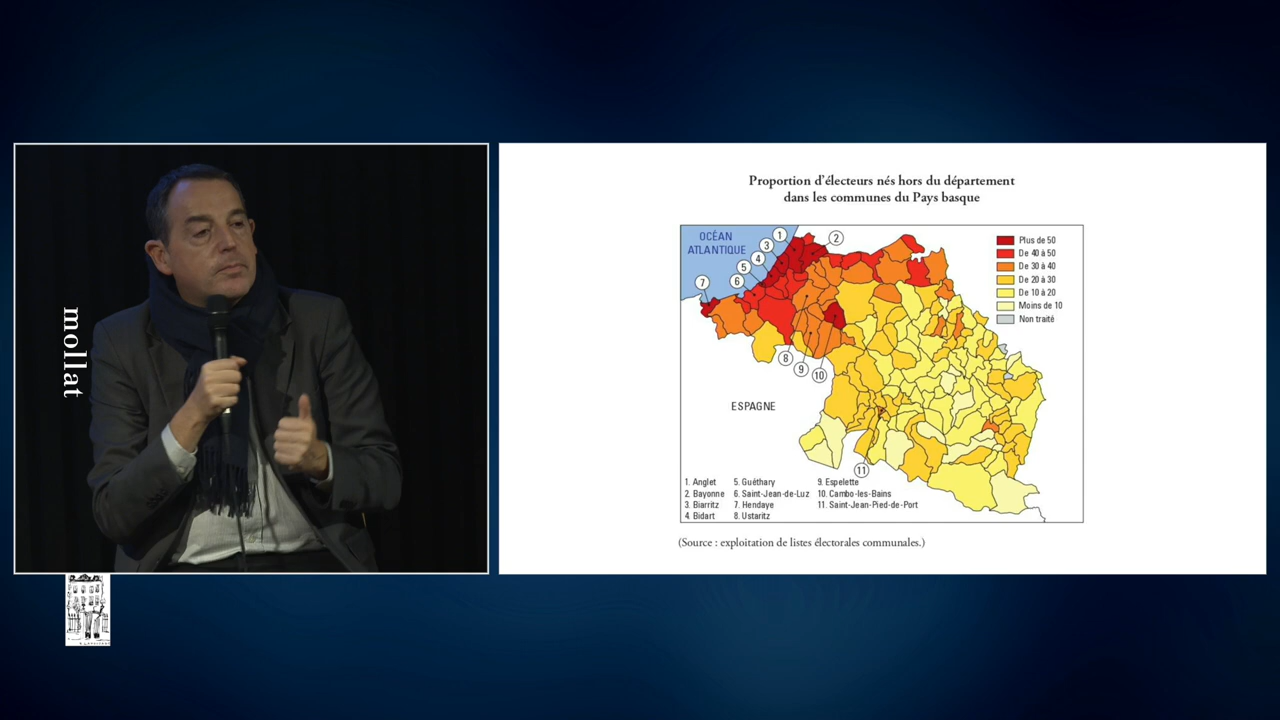 mollat
Proportion d'électeurs nés hors du département
dans les communes du Pays basque
OCÉAN
ATLANTIQUE
1
2
3
4
5
6
7
8
9
10
11
ESPAGNE
Plus de 50
De 40 à 50
De 30 à 40
De 20 à 30
De 10 à 20
Moins de 10
Non traité
1. Anglet
2. Bayonne
3. Biarritz
4. Bidart
5. Guéthary
6. Saint-Jean-de-Luz
7. Hendaye
8. Ustaritz
9. Espelette
10. Cambo-les-Bains
11. Saint-Jean-Pied-de-Port
(Source : exploitation de listes électorales communales.)